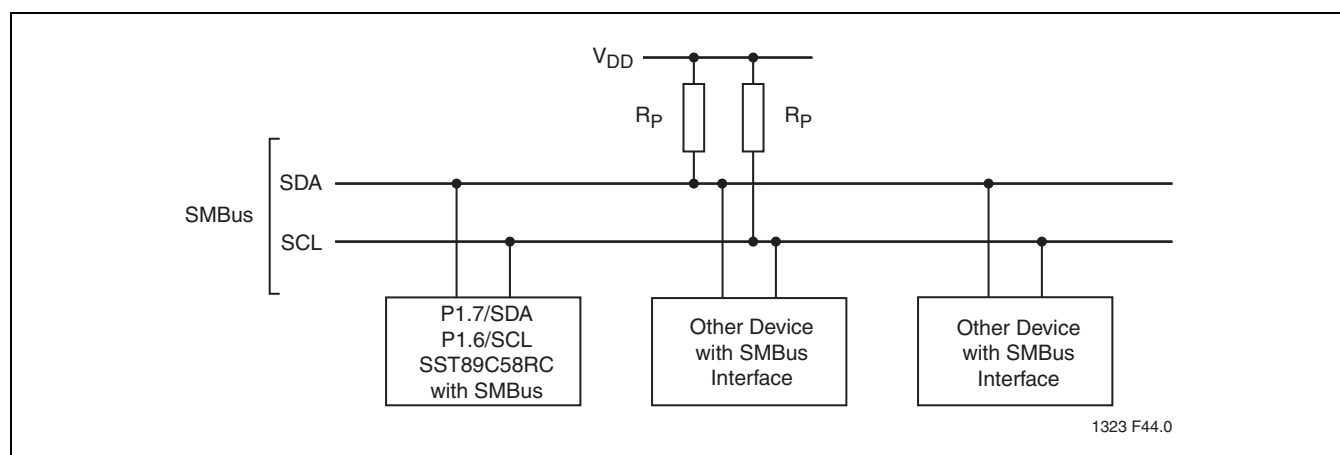 VDD
RP
RP
SDA
SMBus
SCL
P1.7/SDA
P1.6/SCL
SST89C58RC
with SMBus
Other Device
with SMBus
Interface
Other Device
with SMBus
Interface
1323 F44.0